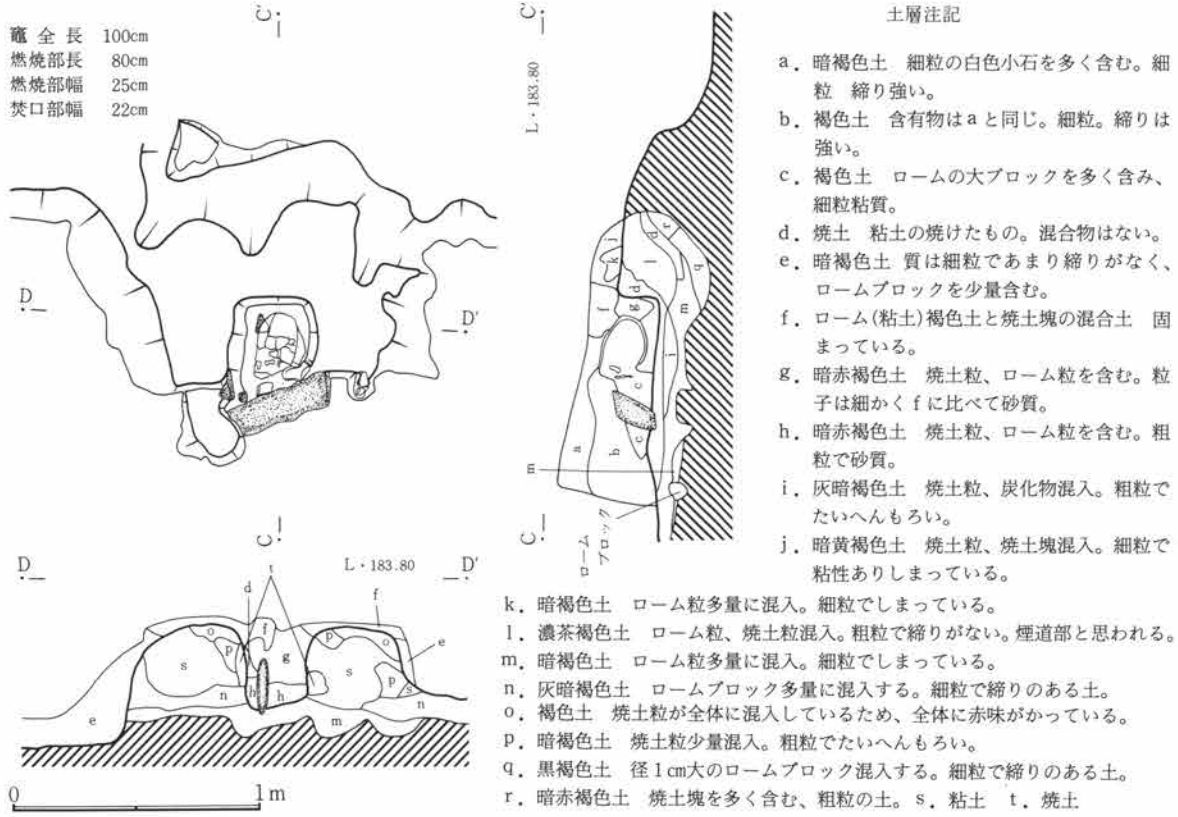 竈 全 長 100cm
燃焼部長 80cm
燃焼部幅 25cm
焚口部幅 22cm
C'
C'
L・183.80
D
D'
j
k
d
l
r
q
f
d
g
m
i
c
a
b
c
m
C
C
ローム
ブロック
D
L・183.80
D'
d
t
f
o
p
f
g
p
o
e
s
s
n
h
h
p
s
n
e
m
0
1m
土層注記
a．暗褐色土 細粒の白色小石を多く含む。細
粒 締り強い。
b．褐色土 含有物はaと同じ。細粒。締りは
強い。
c．褐色土 ロームの大ブロックを多く含み、
細粒粘質。
d．焼土 粘土の焼けたもの。混合物はない。
e．暗褐色土 質は細粒であまり締りがなく、
ロームブロックを少量含む。
f．ローム(粘土)褐色土と焼土塊の混合土 固
まっている。
g．暗赤褐色土 焼土粒、ローム粒を含む。粒
子は細かくfに比べて砂質。
h．暗赤褐色土 焼土粒、ローム粒を含む。粗
粒で砂質。
i．灰暗褐色土 焼土粒、炭化物混入。粗粒で
たいへんもろい。
j．暗黄褐色土 焼土粒、焼土塊混入。細粒で
粘性ありしまっている。
k．暗褐色土 ローム粒多量に混入。細粒でしまっている。
l．濃茶褐色土 ローム粒、焼土粒混入。粗粒で締りがない。煙道部と思われる。
m．暗褐色土 ローム粒多量に混入。細粒でしまっている。
n．灰暗褐色土 ロームブロック多量に混入する。細粒で締りのある土。
o．褐色土 焼土粒が全体に混入しているため、全体に赤味がかっている。
p．暗褐色土 焼土粒少量混入。粗粒でたいへんもろい。
q．黒褐色土 径1cm大のロームブロック混入する。細粒で締りのある土。
r．暗赤褐色土 焼土塊を多く含む、粗粒の土。s．粘土 t．焼土